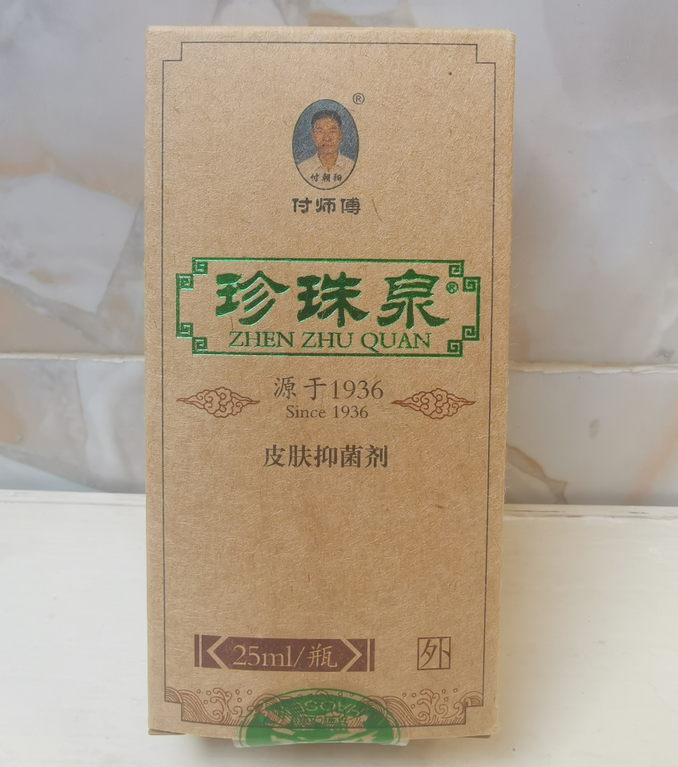 ®
付朝相
付师傅
珍珠泉®
ZHEN ZHU QUAN
源于1936
Since 1936
皮肤抑菌剂
25ml/瓶
外